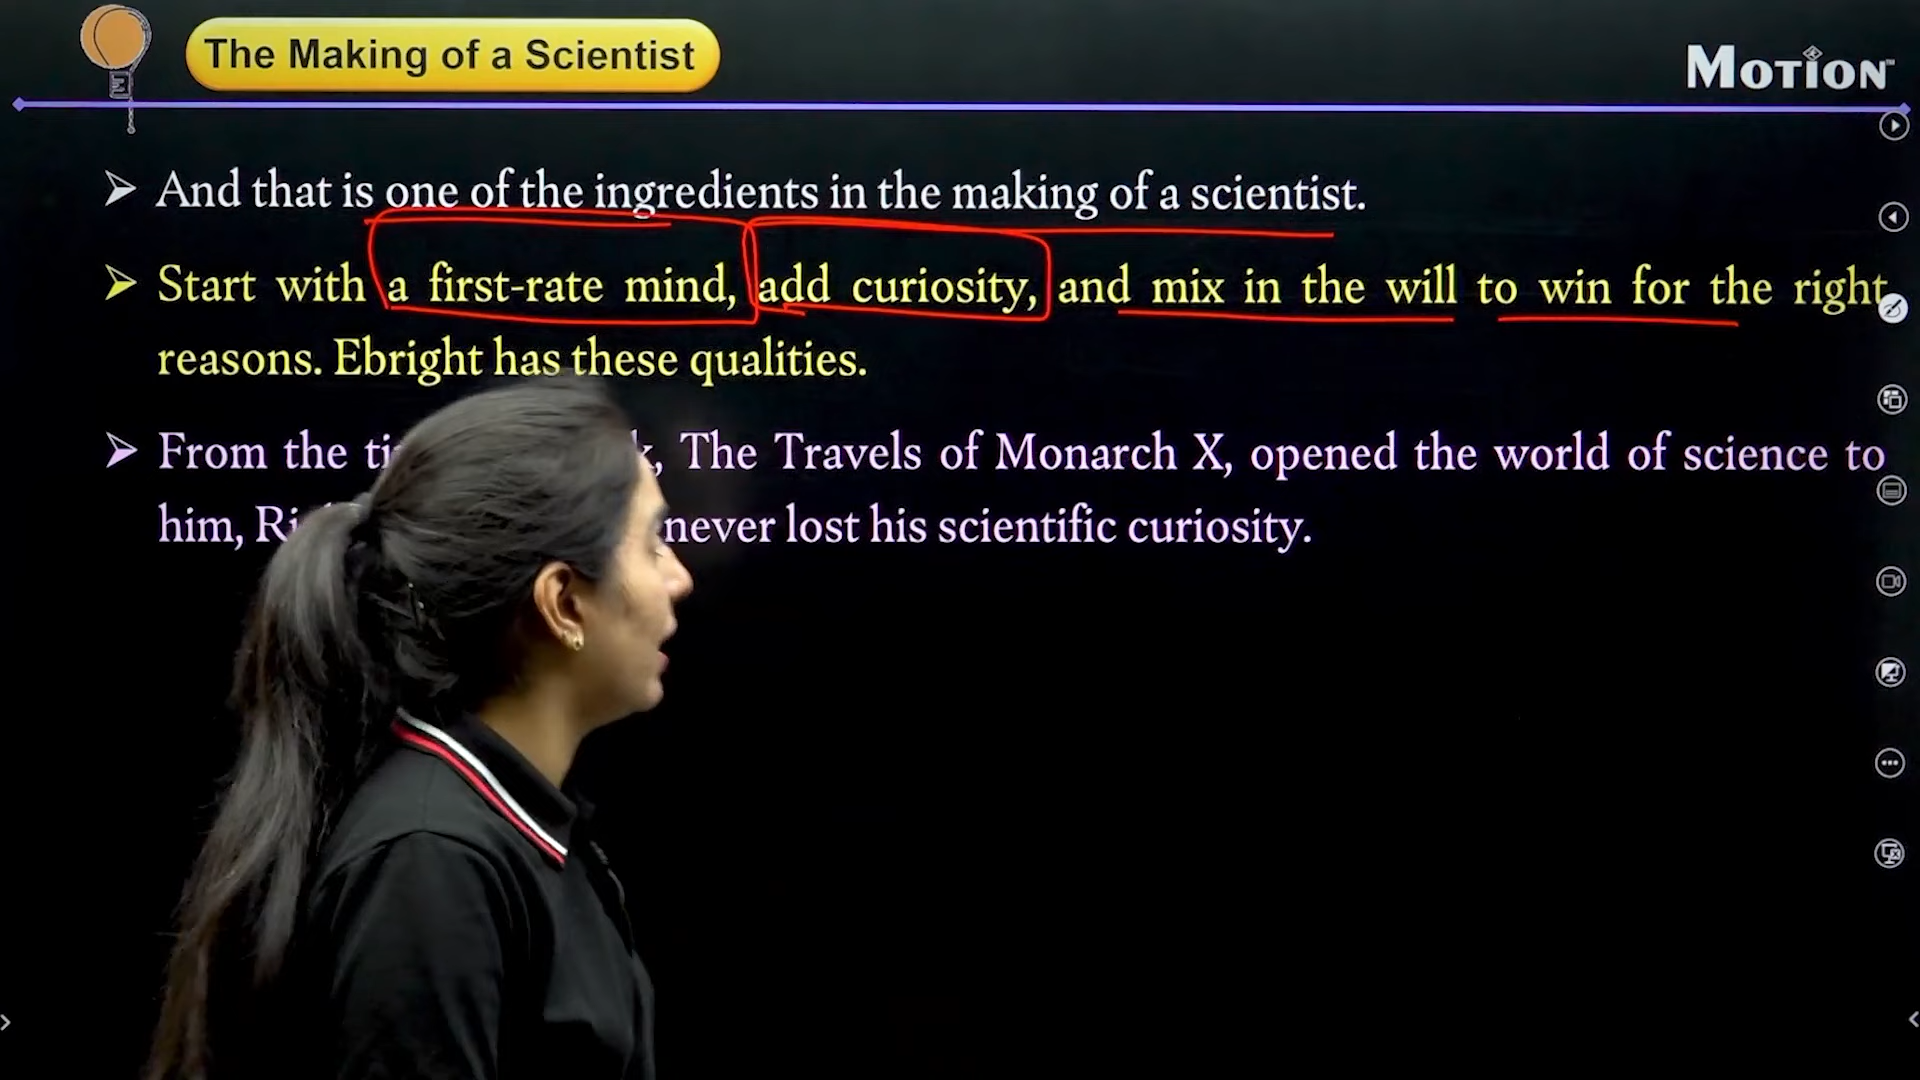 The Making of a Scientist
MOTION
And that is one of the ingredients in the making of a scientist.
Start with a first-rate mind, add curiosity, and mix in the will to win for the right
reasons. Ebright has these qualities.
From the The Travels of Monarch X, opened the world of science to
him, never lost his scientific curiosity.